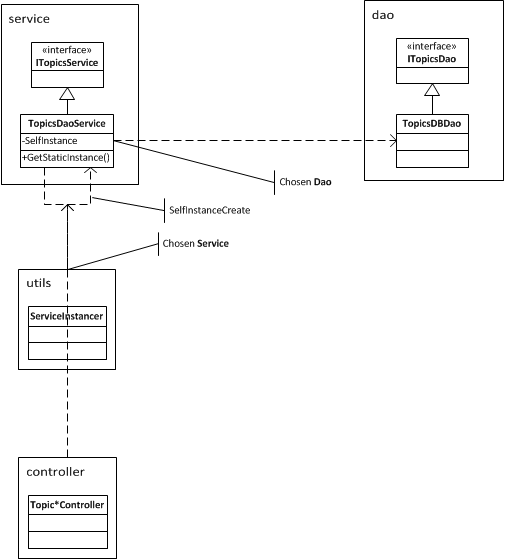 service
«interface»
ITopicsService
TopicsDaoService
-SelfInstance
+GetStaticInstance()
dao
«interface»
ITopicsDao
TopicsDBDao
Chosen Dao
SelfInstanceCreate
Chosen Service
utils
ServiceInstancer
controller
Topic*Controller